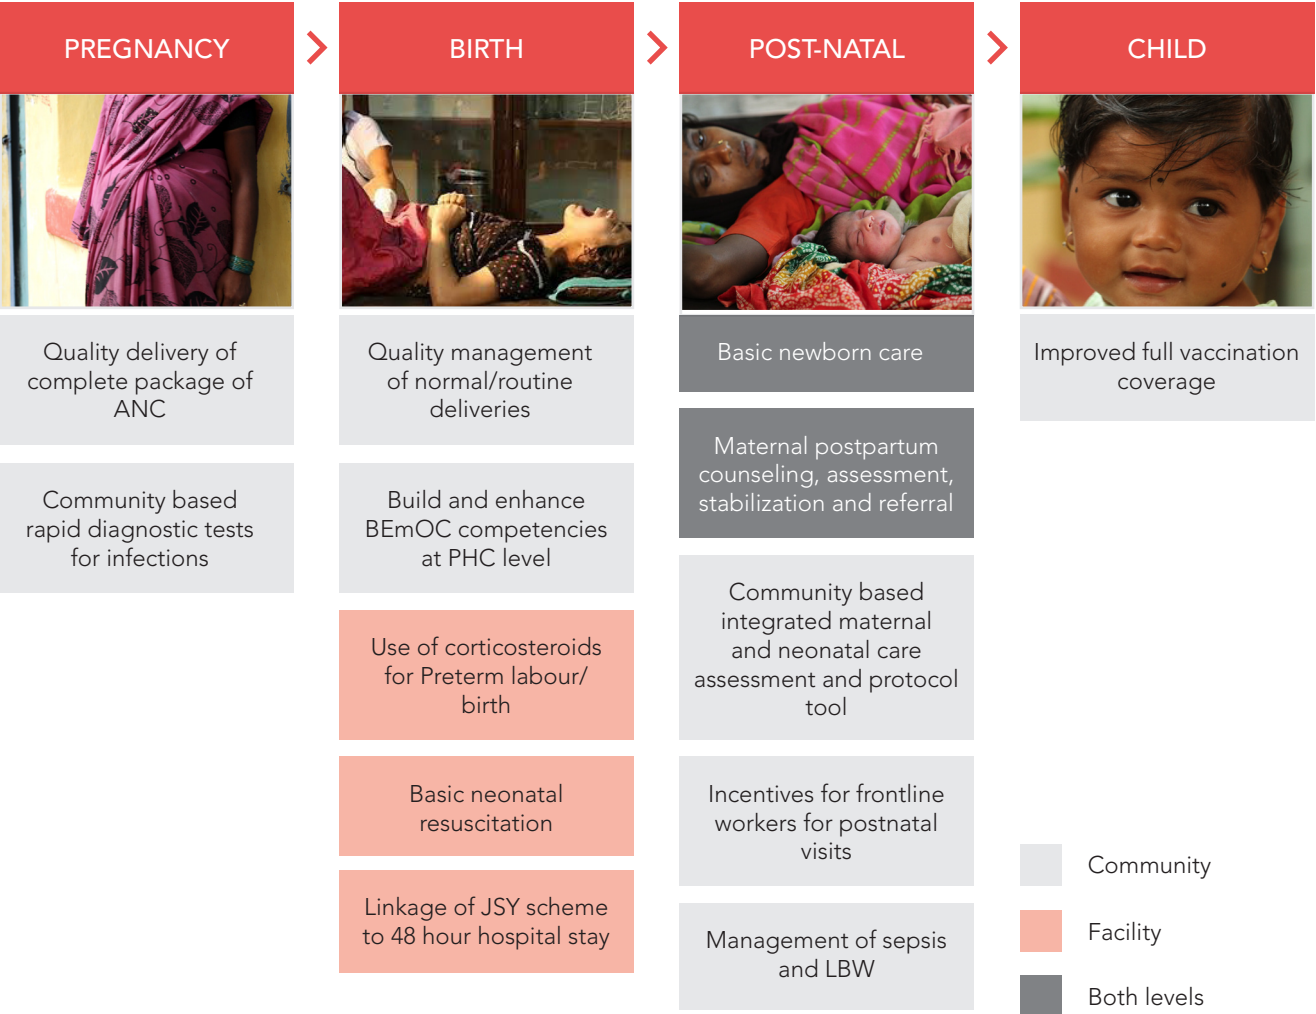 PREGNANCY
BIRTH
POST-NATAL
CHILD
Quality delivery of
complete package of
ANC
Community based
rapid diagnostic tests
for infections
Quality management
of normal/routine
deliveries
Build and enhance
BEmOC competencies
at PHC level
Use of corticosteroids
for Preterm labour/
birth
Basic neonatal
resuscitation
Linkage of JSY scheme
to 48 hour hospital stay
Basic newborn care
Maternal postpartum
counseling, assessment,
stabilization and referral
Community based
integrated maternal
and neonatal care
assessment and protocol
tool
Incentives for frontline
workers for postnatal
visits
Management of sepsis
and LBW
Improved full vaccination
coverage
Community
Facility
Both levels